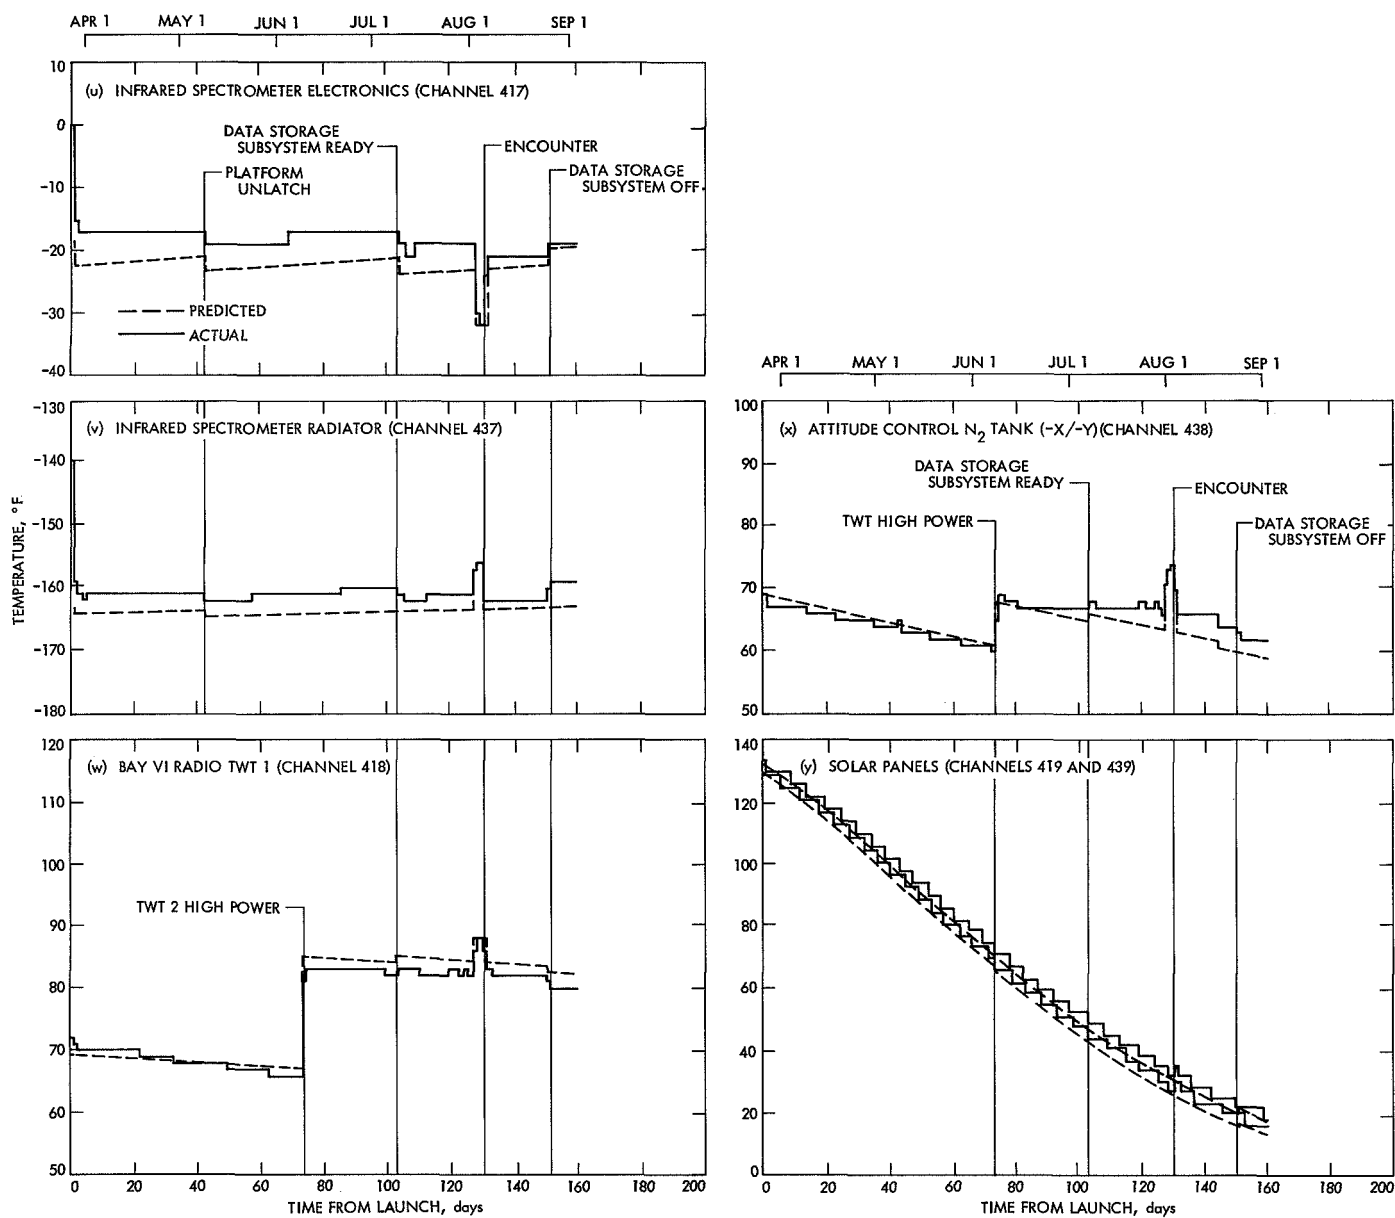 APR 1 MAY 1 JUN 1 JUL 1 AUG 1 SEP 1
10
(u) INFRARED SPECTROMETER ELECTRONICS (CHANNEL 417)
0
DATA STORAGE
SUBSYSTEM READY
ENCOUNTER
PLATFORM
UNLATCH
DATA STORAGE
SUBSYSTEM OFF
-10
-20
-30
PREDICTED
ACTUAL
-40
-130
(v) INFRARED SPECTROMETER RADIATOR (CHANNEL 437)
-140
-150
TEMPERATURE, °F
-160
-170
-180
120
(w) BAY VI RADIO TWT 1 (CHANNEL 418)
110
100
90
TWT 2 HIGH POWER
80
70
60
50
0 20 40 60 80 100 120 140 160 180 200
TIME FROM LAUNCH, days
APR 1 MAY 1 JUN 1 JUL 1 AUG 1 SEP 1
100
(x) ATTITUDE CONTROL N2 TANK (-X/-Y)(CHANNEL 438)
90
DATA STORAGE
SUBSYSTEM READY
ENCOUNTER
TWT HIGH POWER
DATA STORAGE
SUBSYSTEM OFF
80
70
60
50
140
(y) SOLAR PANELS (CHANNELS 419 AND 439)
120
100
80
60
40
20
0
0 20 40 60 80 100 120 140 160 180 200
TIME FROM LAUNCH, days